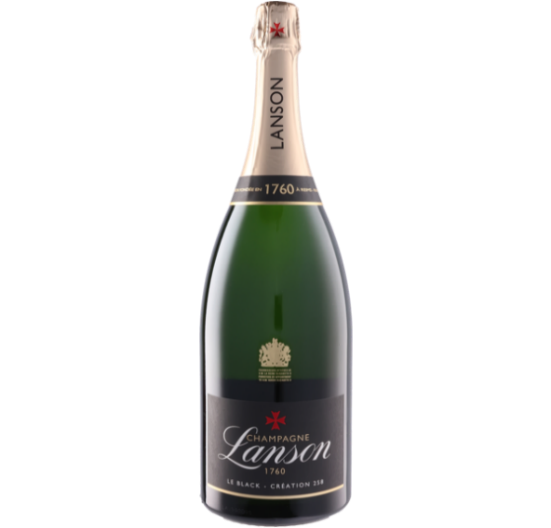 LANSON
1760
CHAMPAGNE
Lanson
1760
LE BLACK - CRÉATION 258